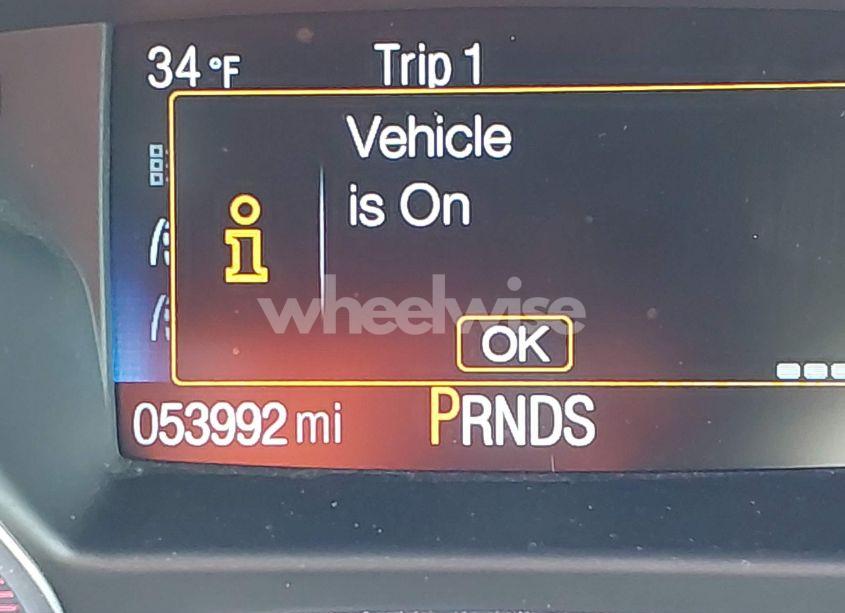 34 °F
Trip 1
Vehicle
is On
i
wheelwise
OK
053992 mi
PRNDS